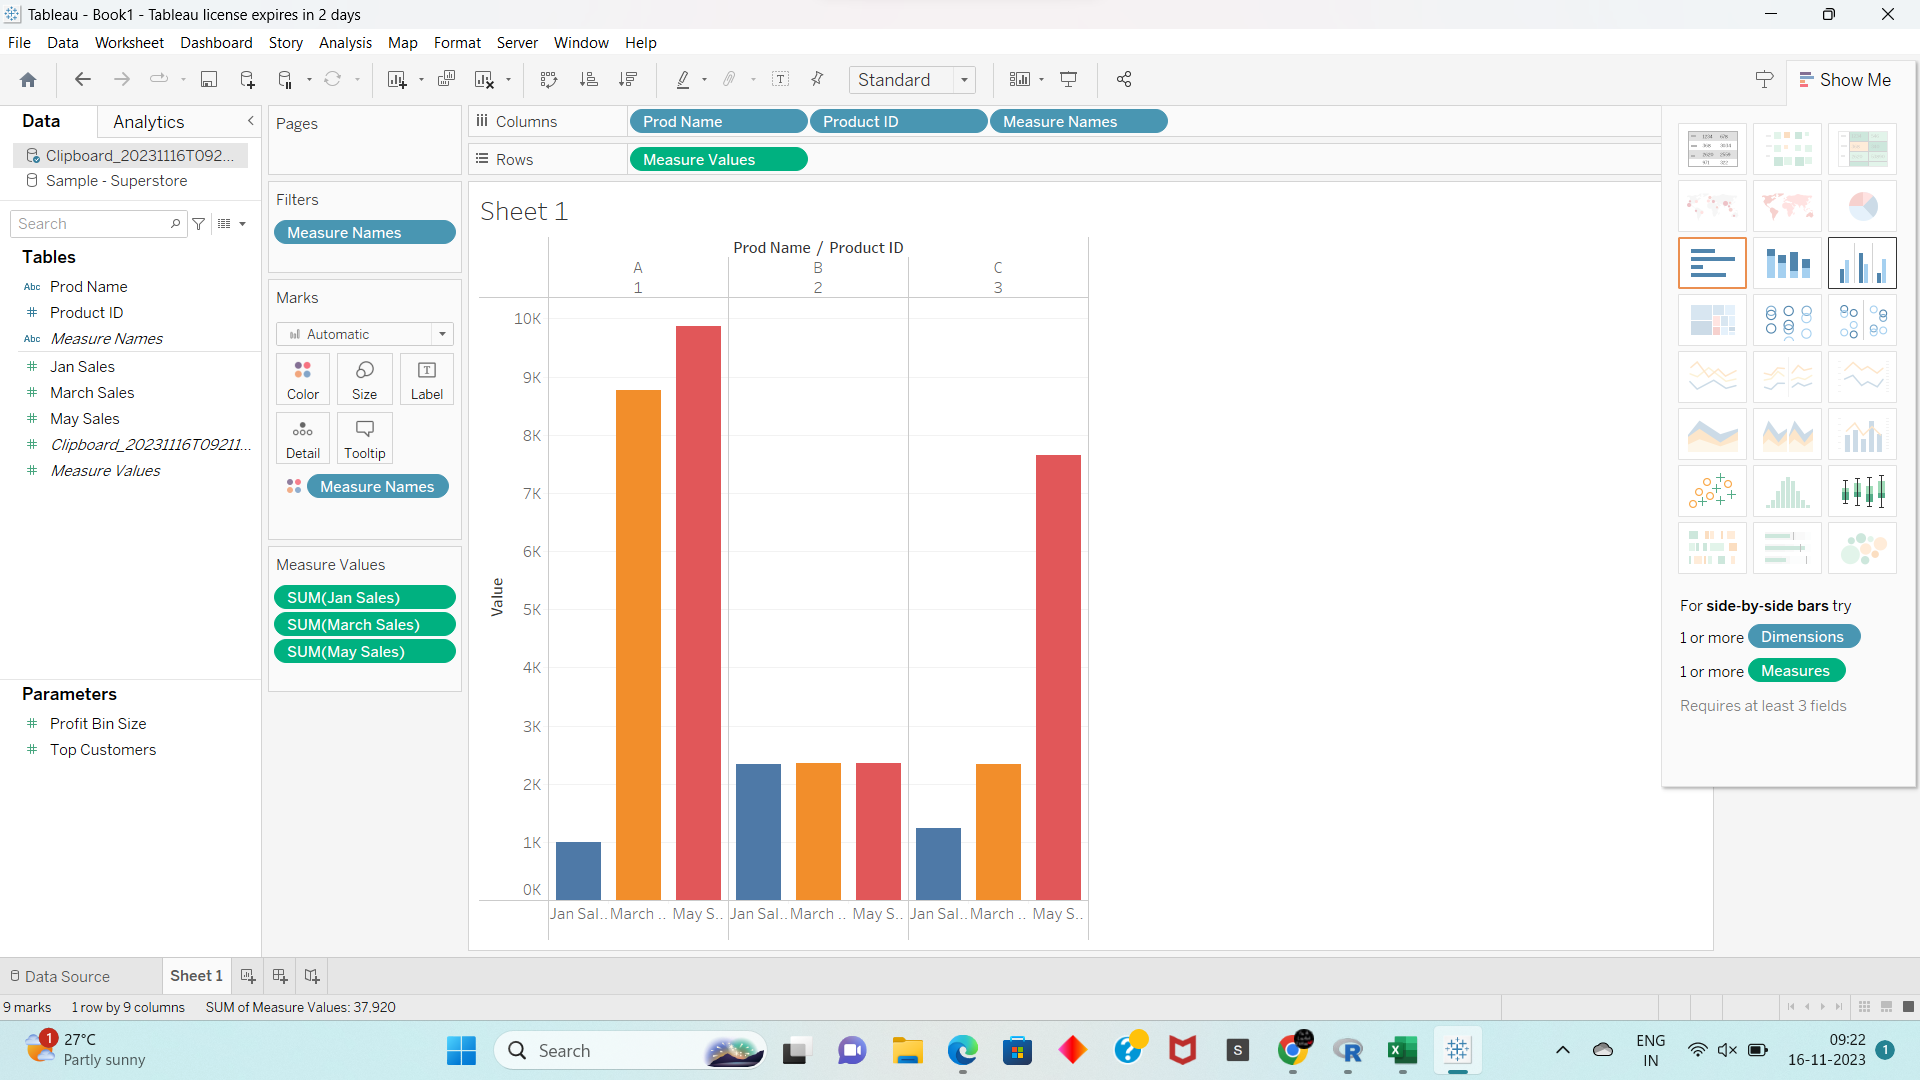 Tableau - Book1 - Tableau license expires in 2 days
File Data Worksheet Dashboard Story Analysis Map Format Server Window Help
Standard
Show Me
Data Analytics
Clipboard_20231116T092...
Sample - Superstore
Search
Tables
Abc Prod Name
# Product ID
Abc Measure Names
# Jan Sales
# March Sales
# May Sales
# Clipboard_20231116T09211...
# Measure Values
Parameters
# Profit Bin Size
# Top Customers
Pages
Filters
Measure Names
Marks
Automatic
Color Size Label
Detail Tooltip
Measure Names
Measure Values
SUM(Jan Sales)
SUM(March Sales)
SUM(May Sales)
Columns Prod Name Product ID Measure Names
Rows Measure Values
Sheet 1
Prod Name / Product ID
A B C
1 2 3
10K
9K
8K
7K
6K
5K
4K
3K
2K
1K
0K
Value
Jan Sal.. March .. May S.. Jan Sal.. March .. May S.. Jan Sal.. March .. May S..
For side-by-side bars try
1 or more Dimensions
1 or more Measures
Requires at least 3 fields
Data Source Sheet 1
9 marks 1 row by 9 columns SUM of Measure Values: 37,920
1 27°C
Partly sunny
Search
S
ENG
IN
09:22
16-11-2023
1